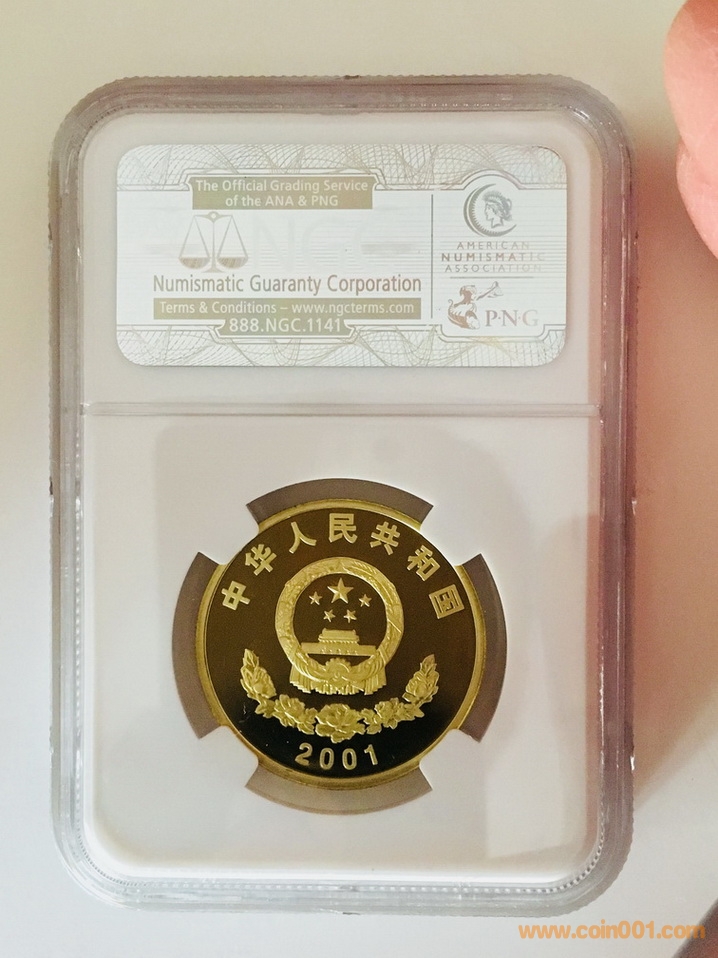 The Official Grading Service
of the ANA & PNG
NGC
Numismatic Guaranty Corporation
Terms & Conditions – www.ngcterms.com
888.NGC.1141
AMERICAN
NUMISMATIC
ASSOCIATION
P·N·G
中华人民共和国
2001
www.coin001.com